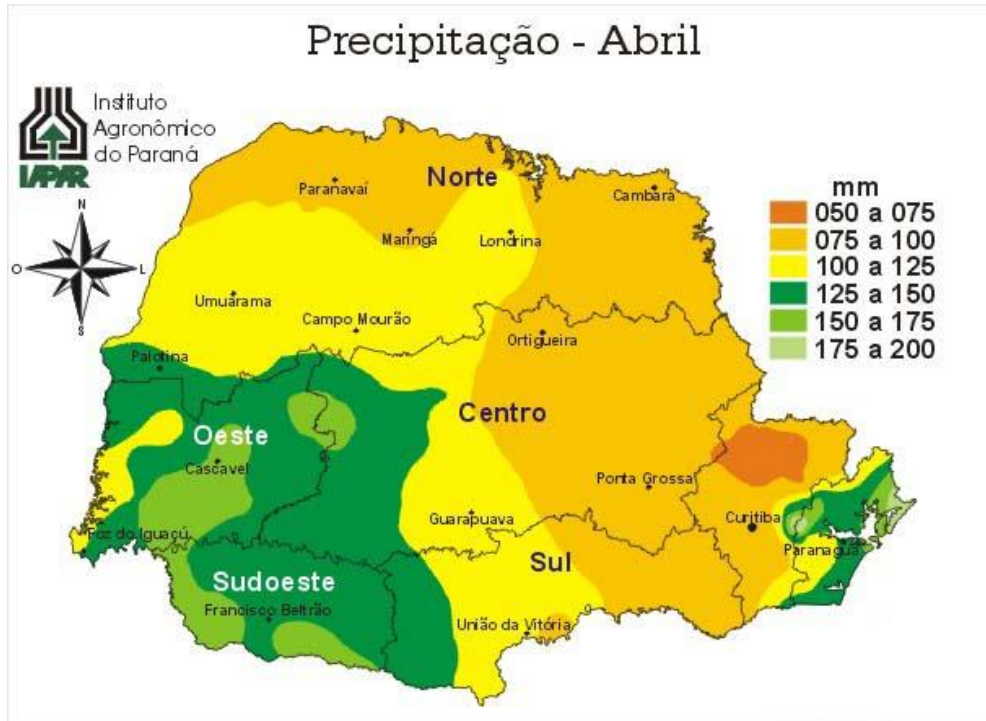 Precipitação - Abril
Instituto
Agronômico
do Paraná
IAPAR
N
O
L
S
mm
050 a 075
075 a 100
100 a 125
125 a 150
150 a 175
175 a 200
Norte
Paranavaí
Cambará
Maringá
Londrina
Umuarama
Campo Mourão
Ortigueira
Palotina
Centro
Oeste
Cascavel
Ponta Grossa
Guarapuava
Curitiba
Foz do Iguaçú
Paranaguá
Sul
Sudoeste
Francisco Beltrão
União da Vitória